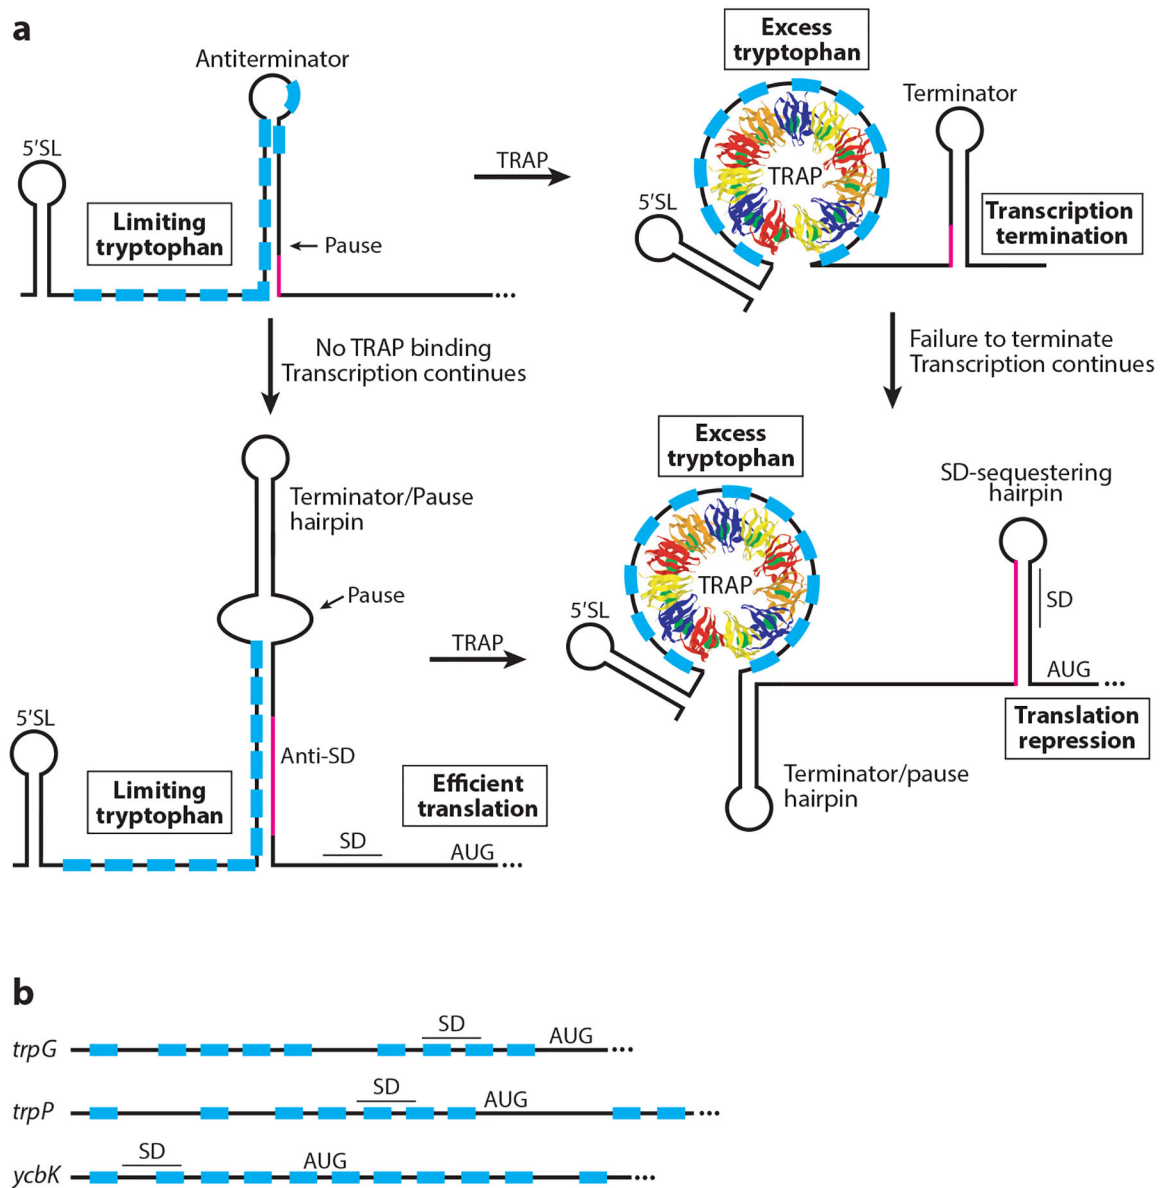 a
Antiterminator
5′SL
Limiting
tryptophan
Pause
TRAP
Excess
tryptophan
TRAP
5′SL
Terminator
Transcription
termination
No TRAP binding
Transcription continues
Failure to terminate
Transcription continues
Terminator/Pause
hairpin
Pause
5′SL
Limiting
tryptophan
Anti-SD
Efficient
translation
SD
AUG
TRAP
Excess
tryptophan
TRAP
5′SL
SD-sequestering
hairpin
SD
AUG
Translation
repression
Terminator/pause
hairpin
b
trpG
SD
AUG
trpP
SD
AUG
ycbK
SD
AUG